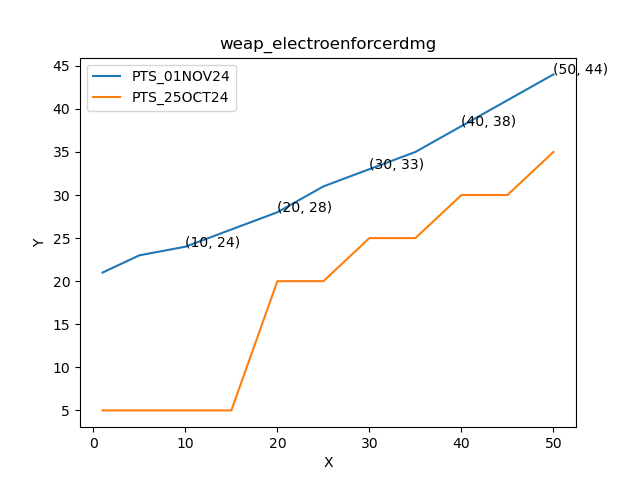 weap_electroenforcerdmg
PTS_01NOV24
PTS_25OCT24
(50, 44)
(40, 38)
(30, 33)
(20, 28)
(10, 24)
45
40
35
30
25
20
15
10
5
Y
0 10 20 30 40 50
X